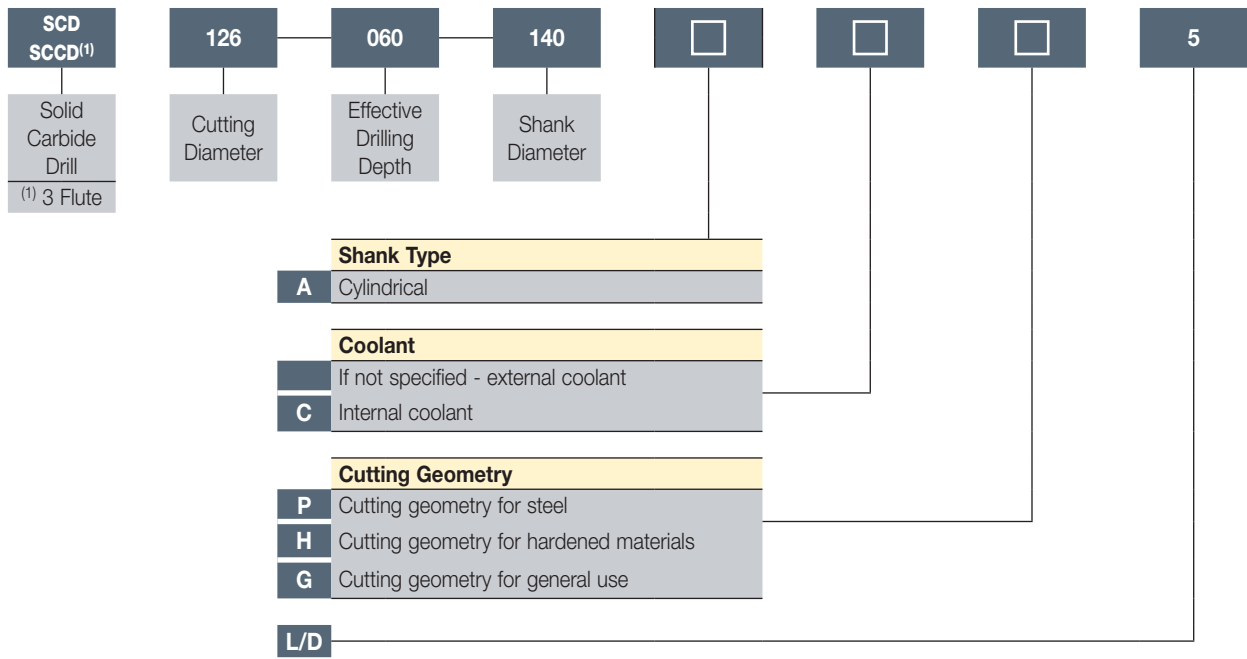 SCD
SCCD(1)
126
060
140
5
Solid
Carbide
Drill
(1) 3 Flute
Cutting
Diameter
Effective
Drilling
Depth
Shank
Diameter
Shank Type
A Cylindrical
Coolant
If not specified - external coolant
C Internal coolant
Cutting Geometry
P Cutting geometry for steel
H Cutting geometry for hardened materials
G Cutting geometry for general use
L/D